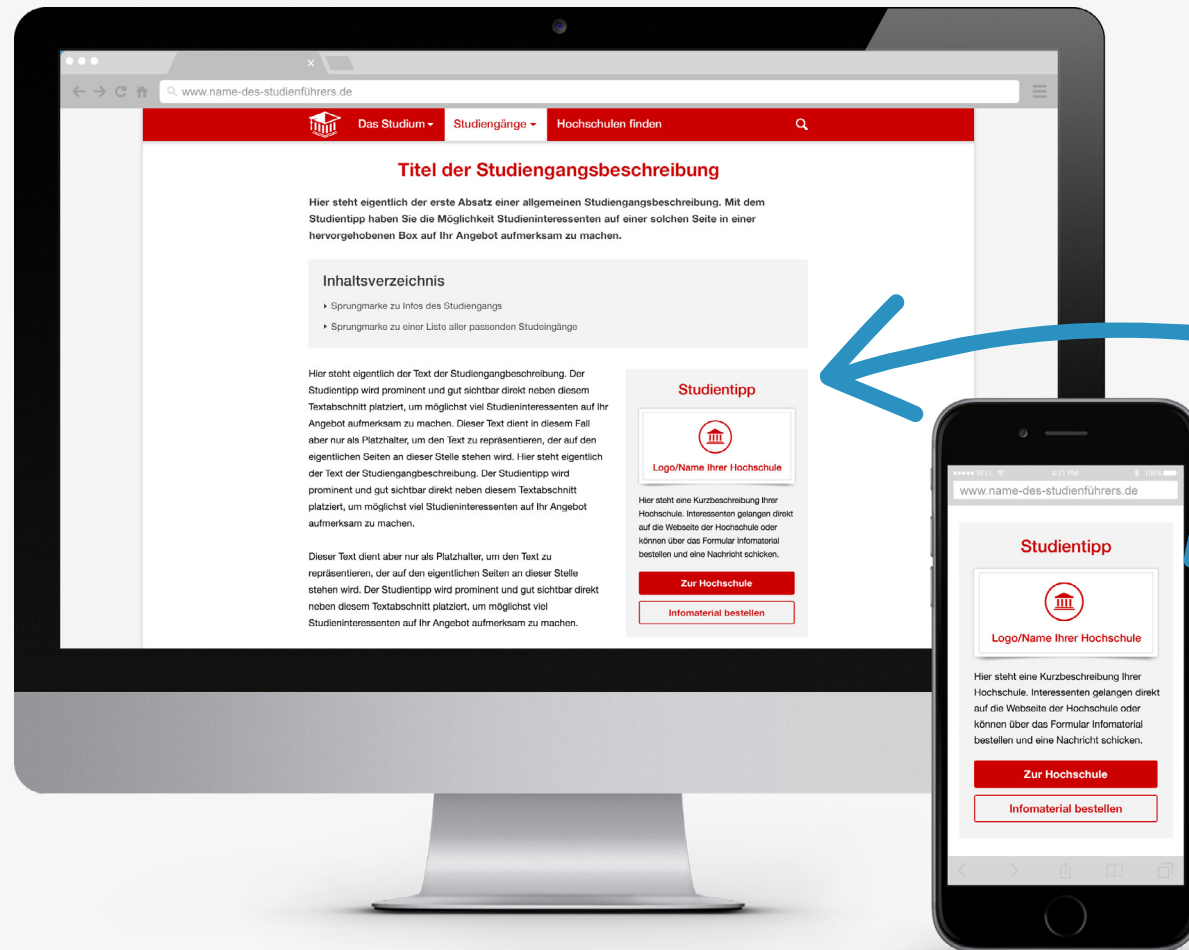 www.name-des-studienführers.de
Das Studium
Studiengänge
Hochschulen finden
Titel der Studiengangsbeschreibung
Hier steht eigentlich der erste Absatz einer allgemeinen Studiengangsbeschreibung. Mit dem
Studientipp haben Sie die Möglichkeit Studieninteressenten auf einer solchen Seite in einer
hervorgehobenen Box auf Ihr Angebot aufmerksam zu machen.
Inhaltsverzeichnis
Sprungmarke zu Infos des Studiengangs
Sprungmarke zu einer Liste aller passenden Studeingänge
Hier steht eigentlich der Text der Studiengangbeschreibung. Der
Studientipp wird prominent und gut sichtbar direkt neben diesem
Textabschnitt platziert, um möglichst viel Studieninteressenten auf Ihr
Angebot aufmerksam zu machen. Dieser Text dient in diesem Fall
aber nur als Platzhalter, um den Text zu repräsentieren, der auf den
eigentlichen Seiten an dieser Stelle stehen wird. Hier steht eigentlich
der Text der Studiengangbeschreibung. Der Studientipp wird
prominent und gut sichtbar direkt neben diesem Textabschnitt
platziert, um möglichst viel Studieninteressenten auf Ihr Angebot
aufmerksam zu machen.
Dieser Text dient aber nur als Platzhalter, um den Text zu
repräsentieren, der auf den eigentlichen Seiten an dieser Stelle
stehen wird. Der Studientipp wird prominent und gut sichtbar direkt
neben diesem Textabschnitt platziert, um möglichst viel
Studieninteressenten auf Ihr Angebot aufmerksam zu machen.
Studientipp
Logo/Name Ihrer Hochschule
Hier steht eine Kurzbeschreibung Ihrer
Hochschule. Interessenten gelangen direkt
auf die Webseite der Hochschule oder
können über das Formular Infomaterial
bestellen und eine Nachricht schicken.
Zur Hochschule
Infomaterial bestellen
BELL 4:21 PM 100%
www.name-des-studienführers.de
Studientipp
Logo/Name Ihrer Hochschule
Hier steht eine Kurzbeschreibung Ihrer
Hochschule. Interessenten gelangen direkt
auf die Webseite der Hochschule oder
können über das Formular Infomaterial
bestellen und eine Nachricht schicken.
Zur Hochschule
Infomaterial bestellen